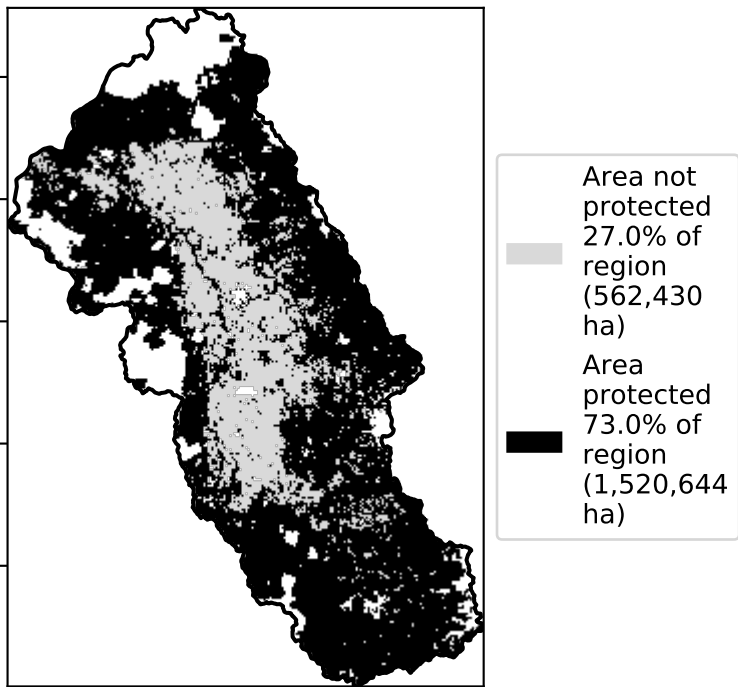 Area not
protected
27.0% of
region
(562,430
ha)
Area
protected
73.0% of
region
(1,520,644
ha)